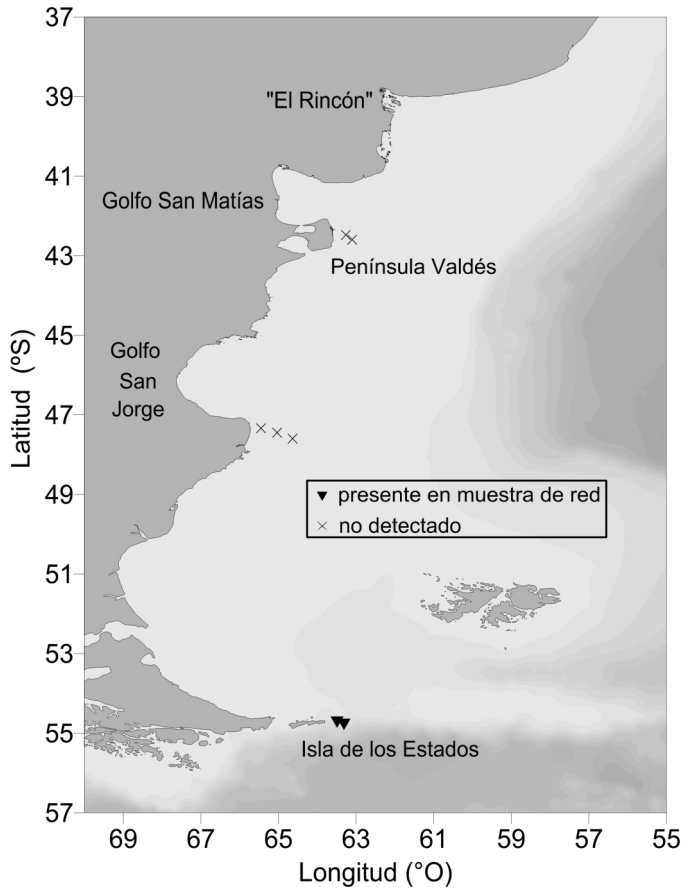 37
39
41
43
45
47
49
51
53
55
57
Latitud (ºS)
"El Rincón"
Golfo San Matías
Península Valdés
Golfo
San
Jorge
presente en muestra de red
no detectado
Isla de los Estados
69 67 65 63 61 59 57 55
Longitud (°O)